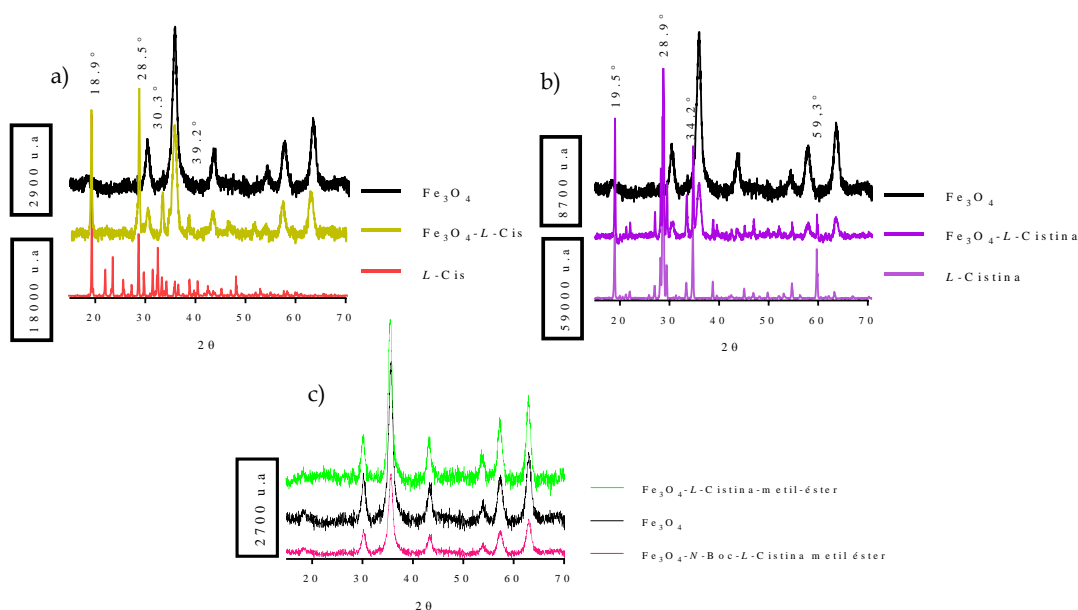 a)
18.9°
28.5°
30.3°
39.2°
2900 u.a
18000 u.a
Fe₃O₄
Fe₃O₄-L-Cis
L-Cis
20 30 40 50 60 70
2θ
b)
19.5°
28.9°
34.2°
59,3°
8700 u.a
59000 u.a
Fe₃O₄
Fe₃O₄-L-Cistina
L-Cistina
20 30 40 50 60 70
2θ
c)
2700 u.a
Fe₃O₄-L-Cistina-metil-éster
Fe₃O₄
Fe₃O₄-N-Boc-L-Cistina metil éster
20 30 40 50 60 70
2θ